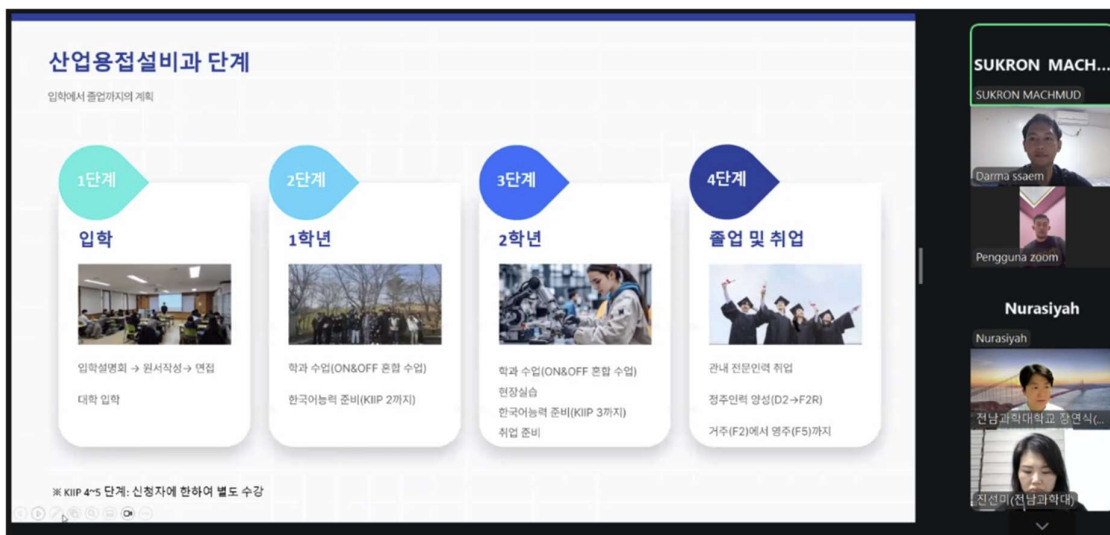 산업용접설비과 단계
입학에서 졸업까지의 계획
1단계
입학
입학설명회 → 원서작성→ 면접
대학 입학
2단계
1학년
학과 수업(ON&OFF 혼합 수업)
한국어능력 준비(KIIP 2까지)
3단계
2학년
학과 수업(ON&OFF 혼합 수업)
현장실습
한국어능력 준비(KIIP 3까지)
취업 준비
4단계
졸업 및 취업
관내 전문인력 취업
정주인력 양성(D2→F2R)
거주(F2)에서 영주(F5)까지
※ KIIP 4~5 단계: 신청자에 한하여 별도 수강
SUKRON MACH...
SUKRON MACHMUD
Darma ssaem
Pengguna zoom
Nurasiyah
Nurasiyah
전남과학대학교 장연식(...
진선미(전남과학대)